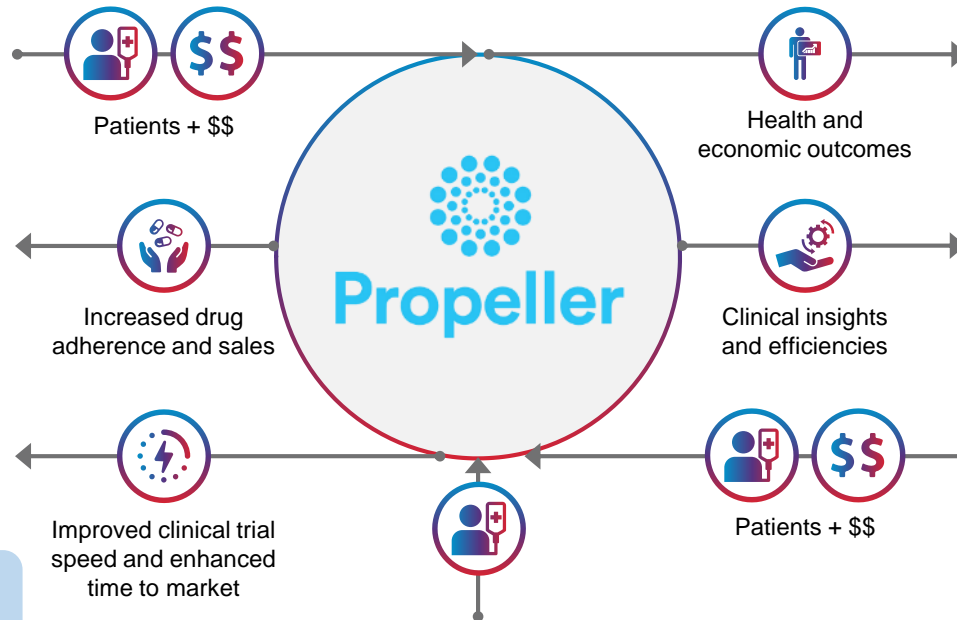 $$
Patients + $$
Health and
economic outcomes
Propeller
Increased drug
adherence and sales
Clinical insights
and efficiencies
Improved clinical trial
speed and enhanced
time to market
$$
Patients + $$